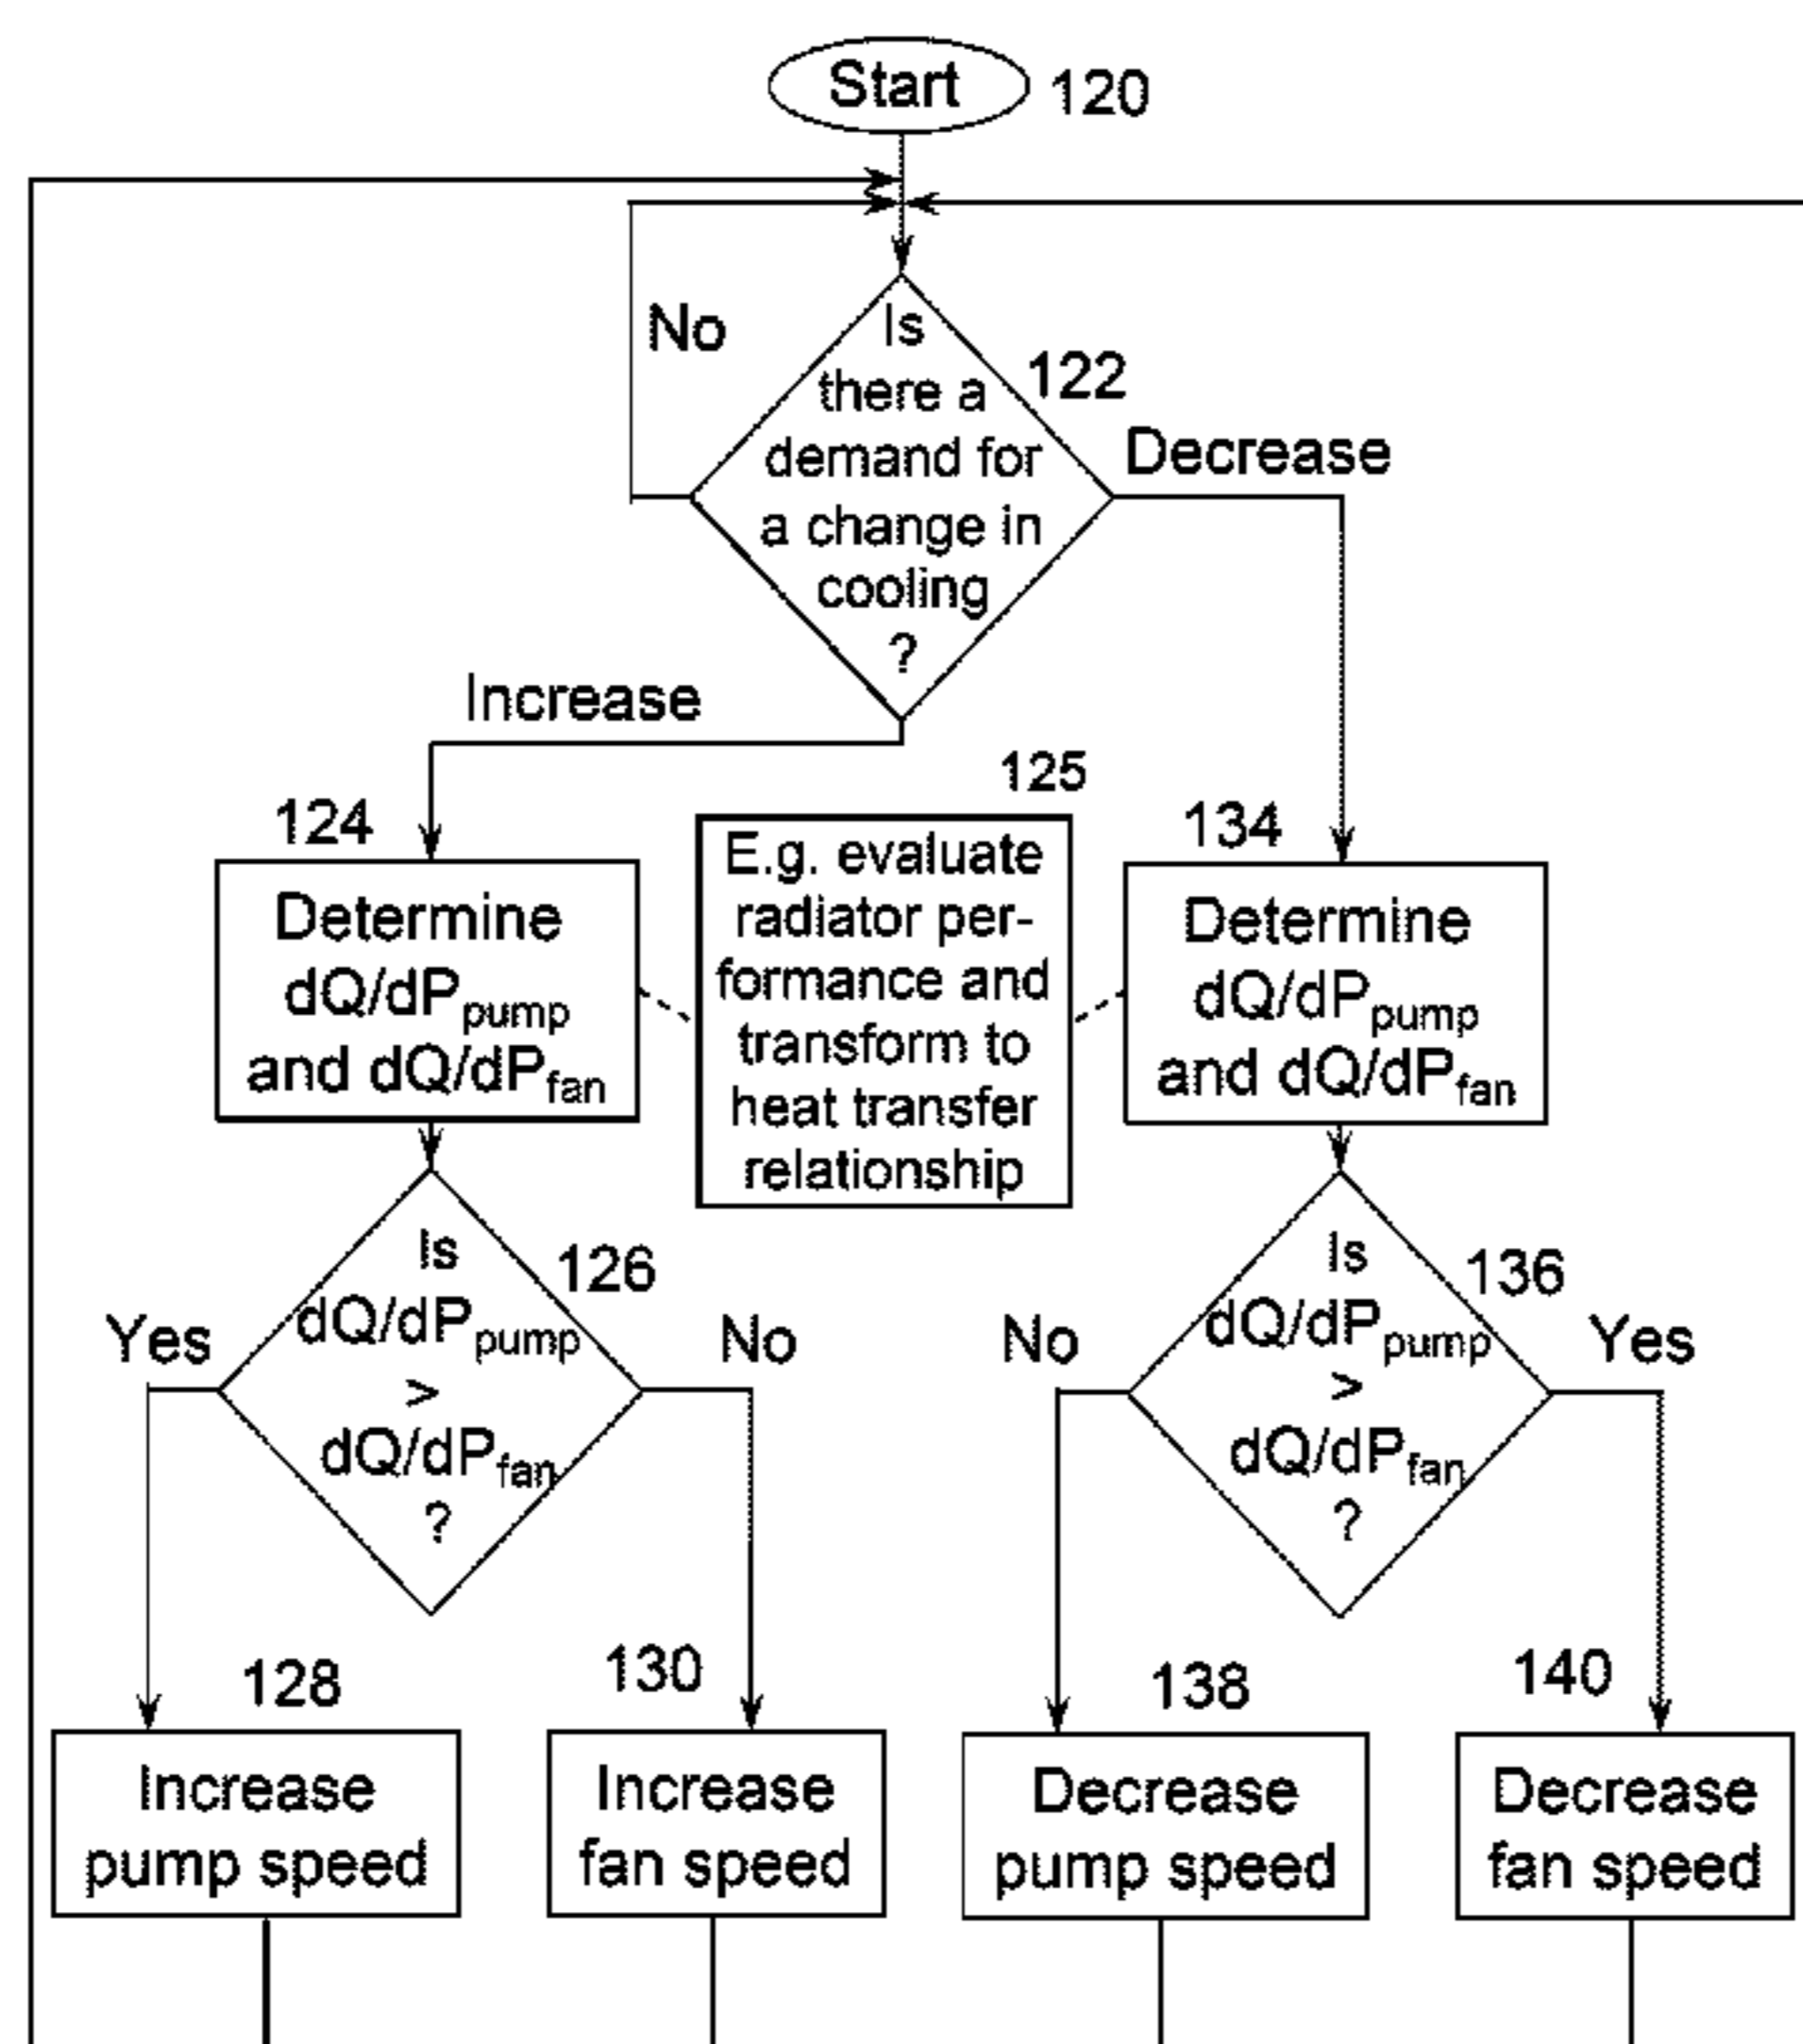 Start
120
No
Is
there a
demand for
a change in
cooling
?
122
Decrease
Increase
124
Determine
dQ/dPpump
and dQ/dPfan
125
E.g. evaluate
radiator per-
formance and
transform to
heat transfer
relationship
134
Determine
dQ/dPpump
and dQ/dPfan
Yes
Is
dQ/dPpump
>
dQ/dPfan
?
126
No
No
Is
dQ/dPpump
>
dQ/dPfan
?
136
Yes
128
Increase
pump speed
130
Increase
fan speed
138
Decrease
pump speed
140
Decrease
fan speed